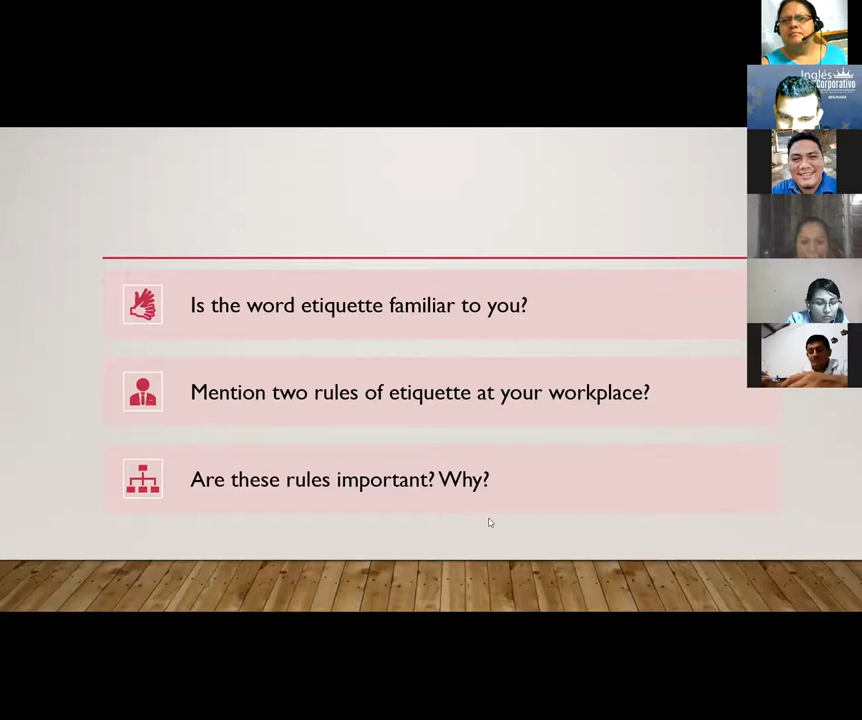 Inglés
Corporativo
Is the word etiquette familiar to you?
Mention two rules of etiquette at your workplace?
Are these rules important? Why?